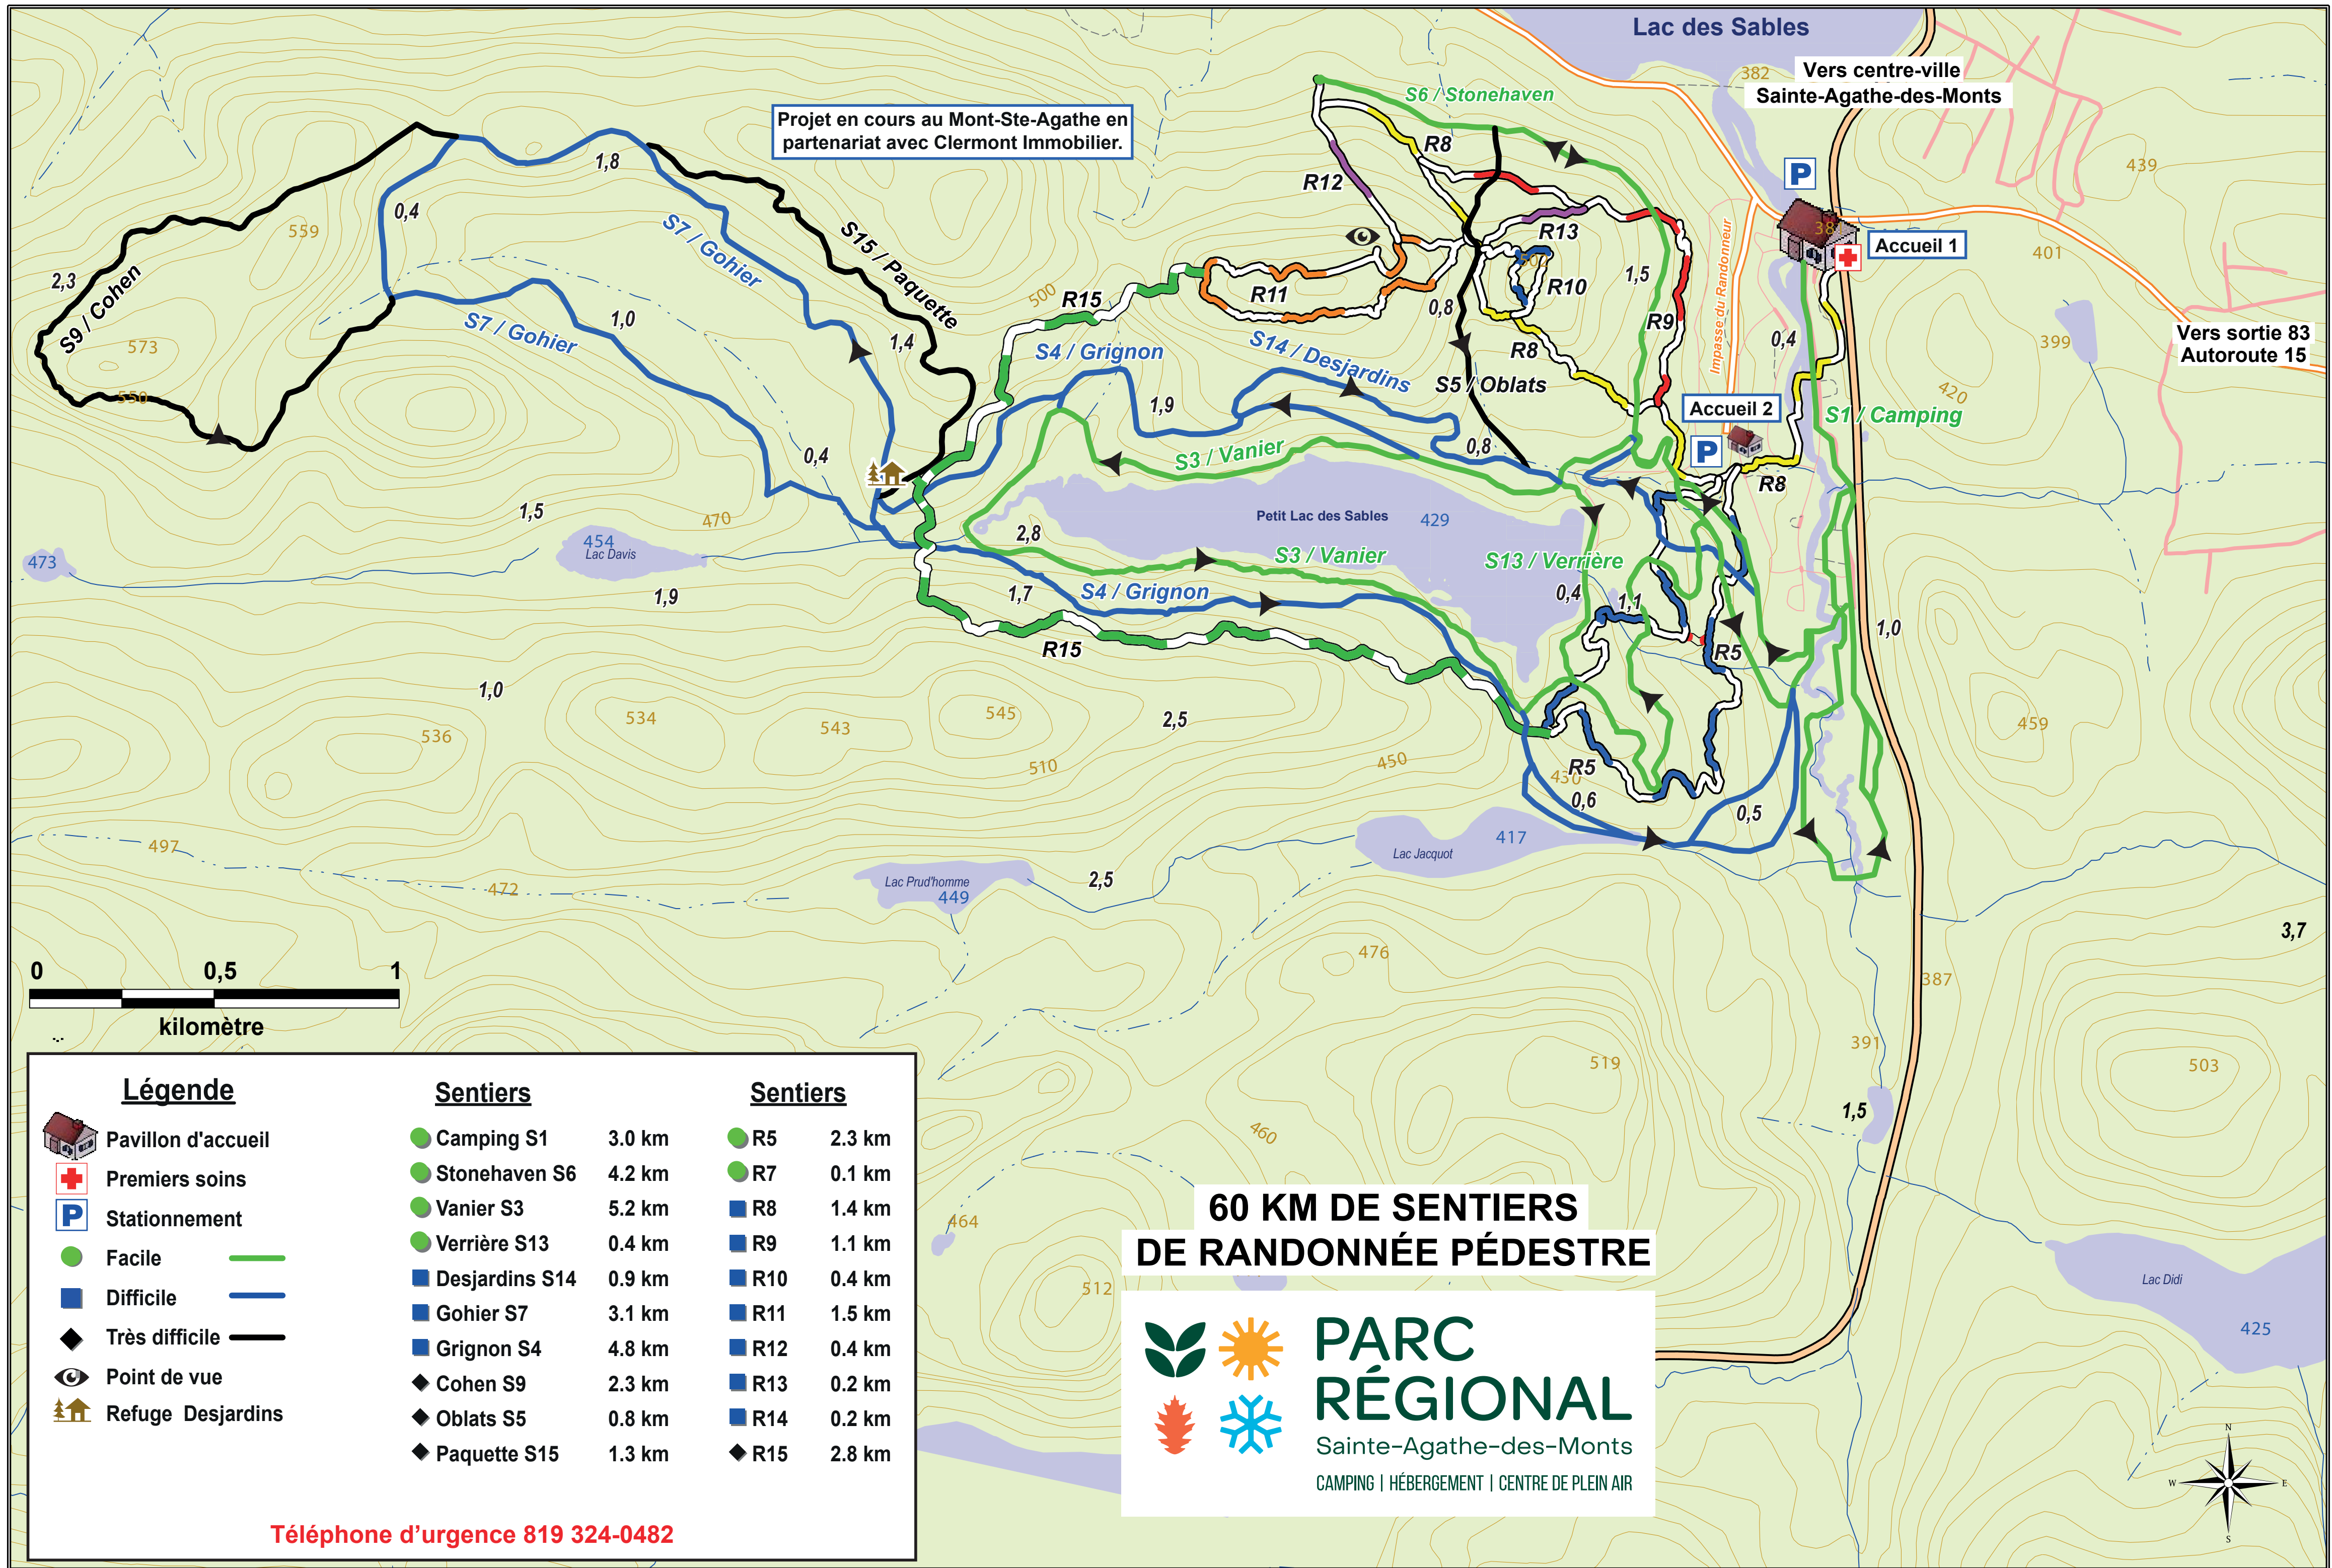 Lac des Sables
382
Vers centre-ville
Sainte-Agathe-des-Monts
Projet en cours au Mont-Ste-Agathe en
partenariat avec Clermont Immobilier.
S6 / Stonehaven
R8
R12
439
P
381
Accueil 1
401
1,8
0,4
559
S7 / Gohier
S15 / Paquette
2,3
S9 / Cohen
573
550
S7 / Gohier
1,0
1,4
500
R15
R11
R13
R10
1,5
0,8
R9
R8
Impasse du Randonneur
0,4
399
Vers sortie 83
Autoroute 15
420
S4 / Grignon
S14 / Desjardins
S5 / Oblats
1,9
Accueil 2
S1 / Camping
P
R8
0,8
S3 / Vanier
0,4
1,5
470
454
Lac Davis
473
Petit Lac des Sables
429
2,8
S3 / Vanier
S13 / Verrière
1,9
1,7
S4 / Grignon
0,4
1,1
R5
1,0
R15
1,0
534
543
545
2,5
536
510
450
430
R5
0,6
0,5
459
497
472
Lac Prud'homme
449
2,5
Lac Jacquot
417
3,7
476
387
391
519
503
460
1,5
464
512
Lac Didi
425
0
0,5
1
kilomètre
Légende
Pavillon d'accueil
Premiers soins
P Stationnement
Facile
Difficile
Très difficile
Point de vue
Refuge Desjardins
Sentiers
Camping S1 3.0 km
Stonehaven S6 4.2 km
Vanier S3 5.2 km
Verrière S13 0.4 km
Desjardins S14 0.9 km
Gohier S7 3.1 km
Grignon S4 4.8 km
Cohen S9 2.3 km
Oblats S5 0.8 km
Paquette S15 1.3 km
Sentiers
R5 2.3 km
R7 0.1 km
R8 1.4 km
R9 1.1 km
R10 0.4 km
R11 1.5 km
R12 0.4 km
R13 0.2 km
R14 0.2 km
R15 2.8 km
Téléphone d’urgence 819 324-0482
60 KM DE SENTIERS
DE RANDONNÉE PÉDESTRE
PARC
RÉGIONAL
Sainte-Agathe-des-Monts
CAMPING | HÉBERGEMENT | CENTRE DE PLEIN AIR
N
W
E
S